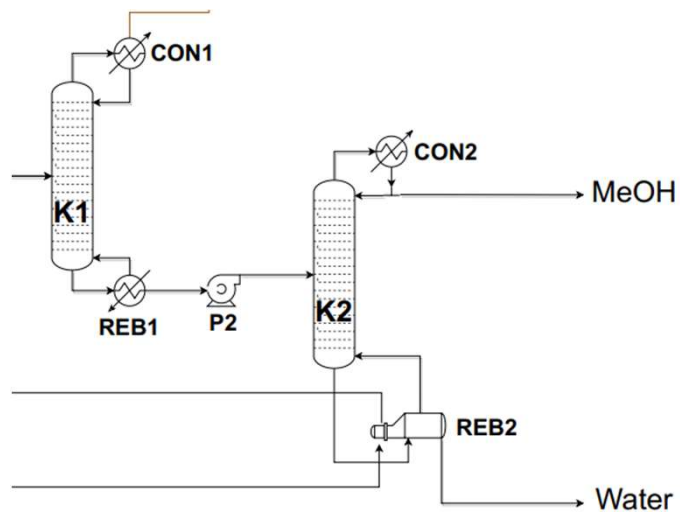 CON1
CON2
MeOH
K1
K2
REB1
P2
REB2
Water